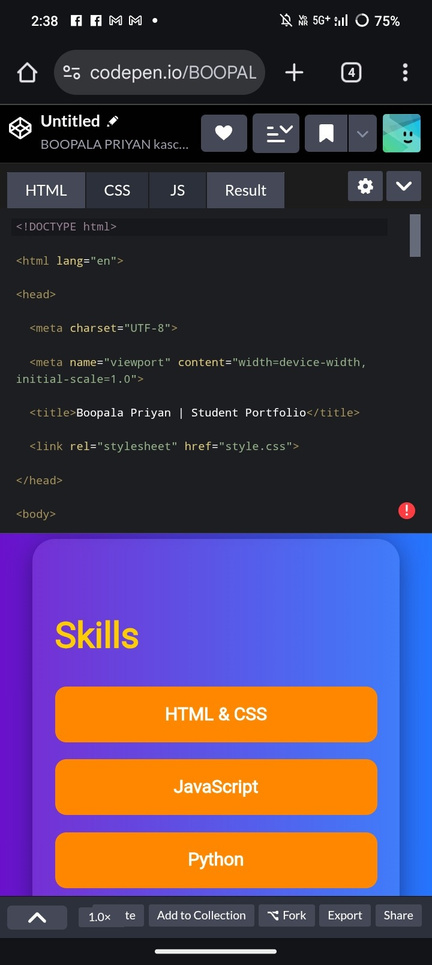 2:38
5G+
75%
codepen.io/BOOPAL
4
Untitled
BOOPALA PRIYAN kasc...
HTML
CSS
JS
Result
<!DOCTYPE html>
<html lang="en">
<head>
<meta charset="UTF-8">
<meta name="viewport" content="width=device-width,
initial-scale=1.0">
<title>Boopala Priyan | Student Portfolio</title>
<link rel="stylesheet" href="style.css">
</head>
<body>
Skills
HTML & CSS
JavaScript
Python
1.0×
te
Add to Collection
Fork
Export
Share